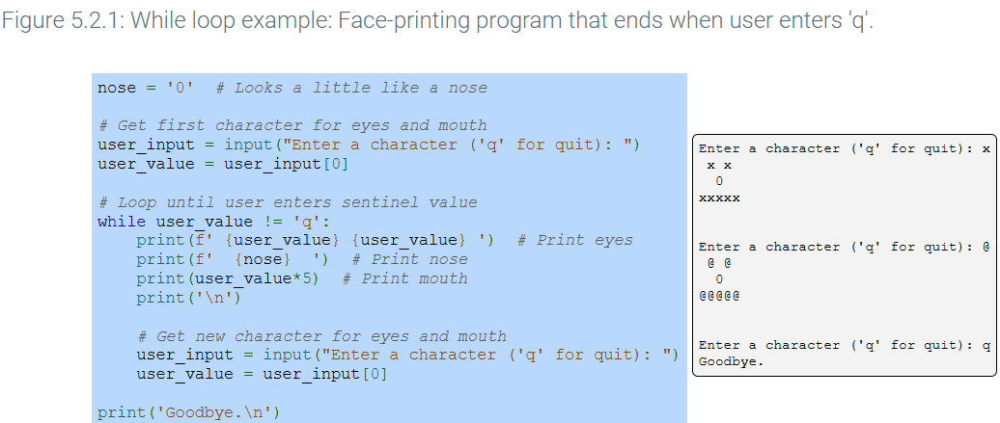 Figure 5.2.1: While loop example: Face-printing program that ends when user enters 'q'.
nose = '0'  # Looks a little like a nose
# Get first character for eyes and mouth
user_input = input("Enter a character ('q' for quit): ")
user_value = user_input[0]
# Loop until user enters sentinel value
while user_value != 'q':
    print(f' {user_value} {user_value} ')  # Print eyes
    print(f'  {nose}  ')  # Print nose
    print(user_value*5)  # Print mouth
    print('\n')
    # Get new character for eyes and mouth
    user_input = input("Enter a character ('q' for quit): ")
    user_value = user_input[0]
print('Goodbye.\n')
Enter a character ('q' for quit): x
 x x
  0
xxxxx
Enter a character ('q' for quit): @
 @ @
  0
@@@@@
Enter a character ('q' for quit): q
Goodbye.